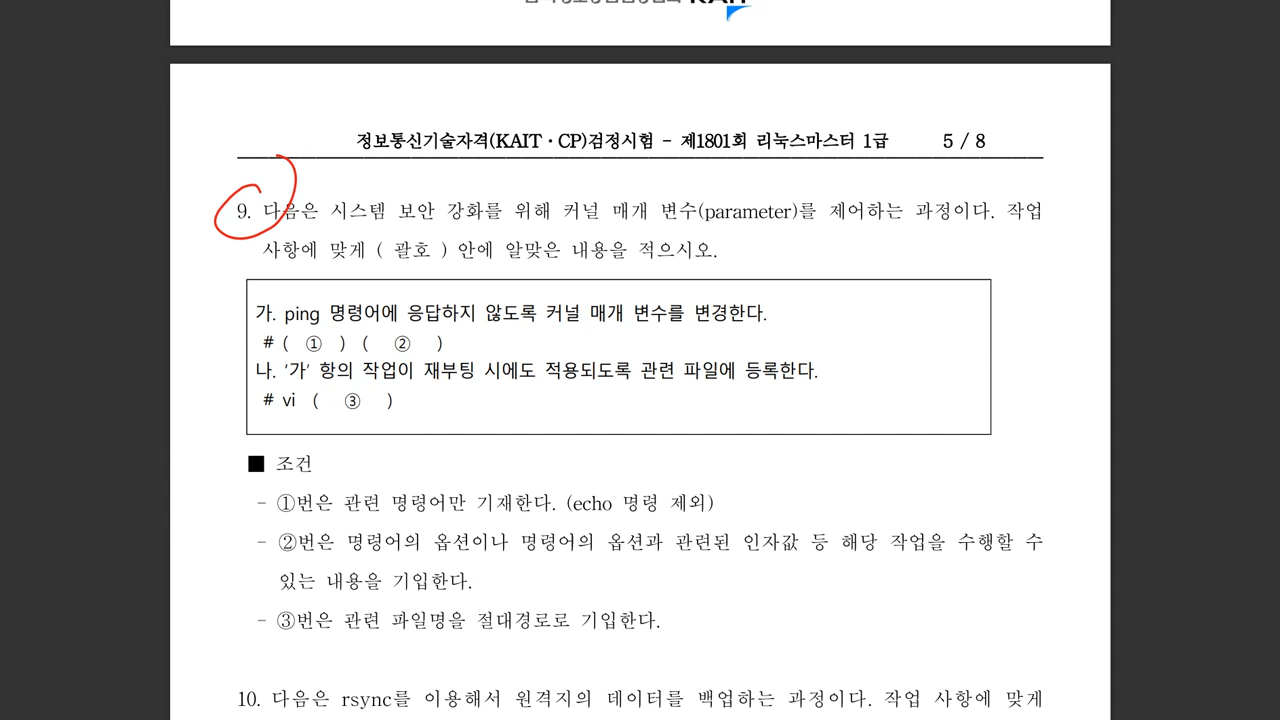 KAIT
정보통신기술자격(KAIT・CP)검정시험 - 제1801회 리눅스마스터 1급 5 / 8
9. 다음은 시스템 보안 강화를 위해 커널 매개 변수(parameter)를 제어하는 과정이다. 작업
사항에 맞게 ( 괄호 ) 안에 알맞은 내용을 적으시오.
가. ping 명령어에 응답하지 않도록 커널 매개 변수를 변경한다.
# ( ① ) ( ② )
나. '가' 항의 작업이 재부팅 시에도 적용되도록 관련 파일에 등록한다.
# vi ( ③ )
■ 조건
- ①번은 관련 명령어만 기재한다. (echo 명령 제외)
- ②번은 명령어의 옵션이나 명령어의 옵션과 관련된 인자값 등 해당 작업을 수행할 수
있는 내용을 기입한다.
- ③번은 관련 파일명을 절대경로로 기입한다.
10. 다음은 rsync를 이용해서 원격지의 데이터를 백업하는 과정이다. 작업 사항에 맞게